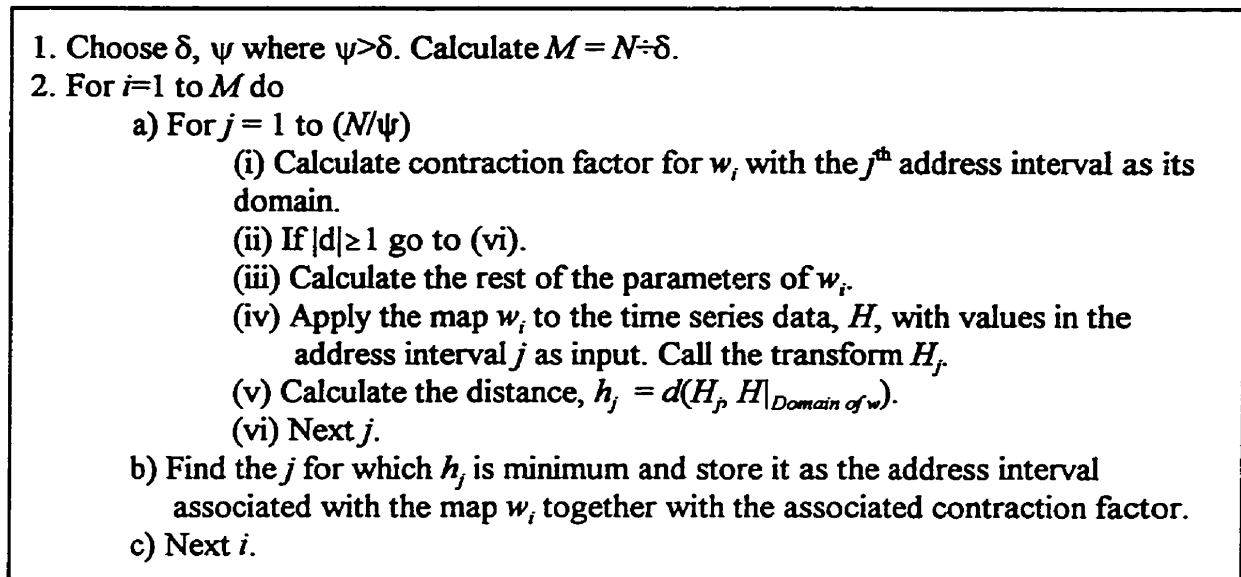 1. Choose δ, ψ where ψ>δ. Calculate M = N÷δ.
2. For i=1 to M do
a) For j = 1 to (N/ψ)
(i) Calculate contraction factor for wᵢ with the jᵗʰ address interval as its
domain.
(ii) If |d|≥1 go to (vi).
(iii) Calculate the rest of the parameters of wᵢ.
(iv) Apply the map wᵢ to the time series data, H, with values in the
address interval j as input. Call the transform Hⱼ.
(v) Calculate the distance, hⱼ = d(Hⱼ, H|Domain of w).
(vi) Next j.
b) Find the j for which hⱼ is minimum and store it as the address interval
associated with the map wᵢ together with the associated contraction factor.
c) Next i.